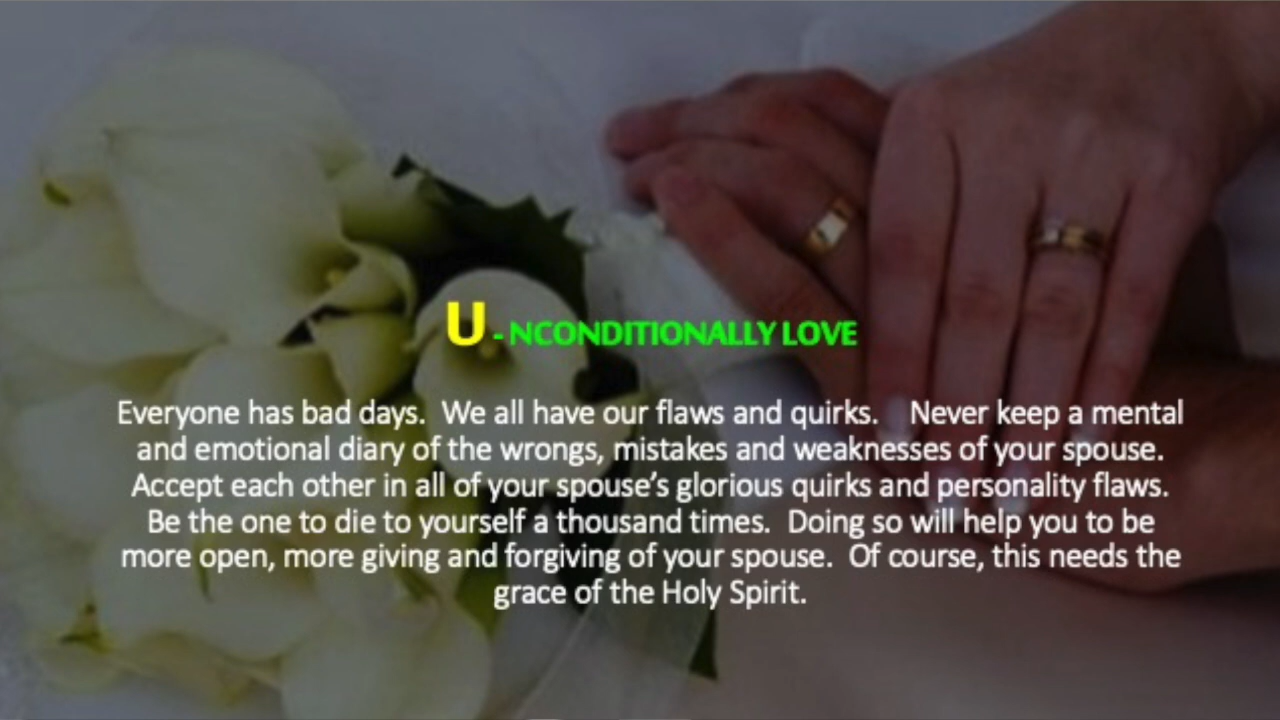 U - NCONDITIONALLY LOVE
Everyone has bad days.  We all have our flaws and quirks.    Never keep a mental
and emotional diary of the wrongs, mistakes and weaknesses of your spouse.
Accept each other in all of your spouse’s glorious quirks and personality flaws.
Be the one to die to yourself a thousand times.  Doing so will help you to be
more open, more giving and forgiving of your spouse.  Of course, this needs the
grace of the Holy Spirit.